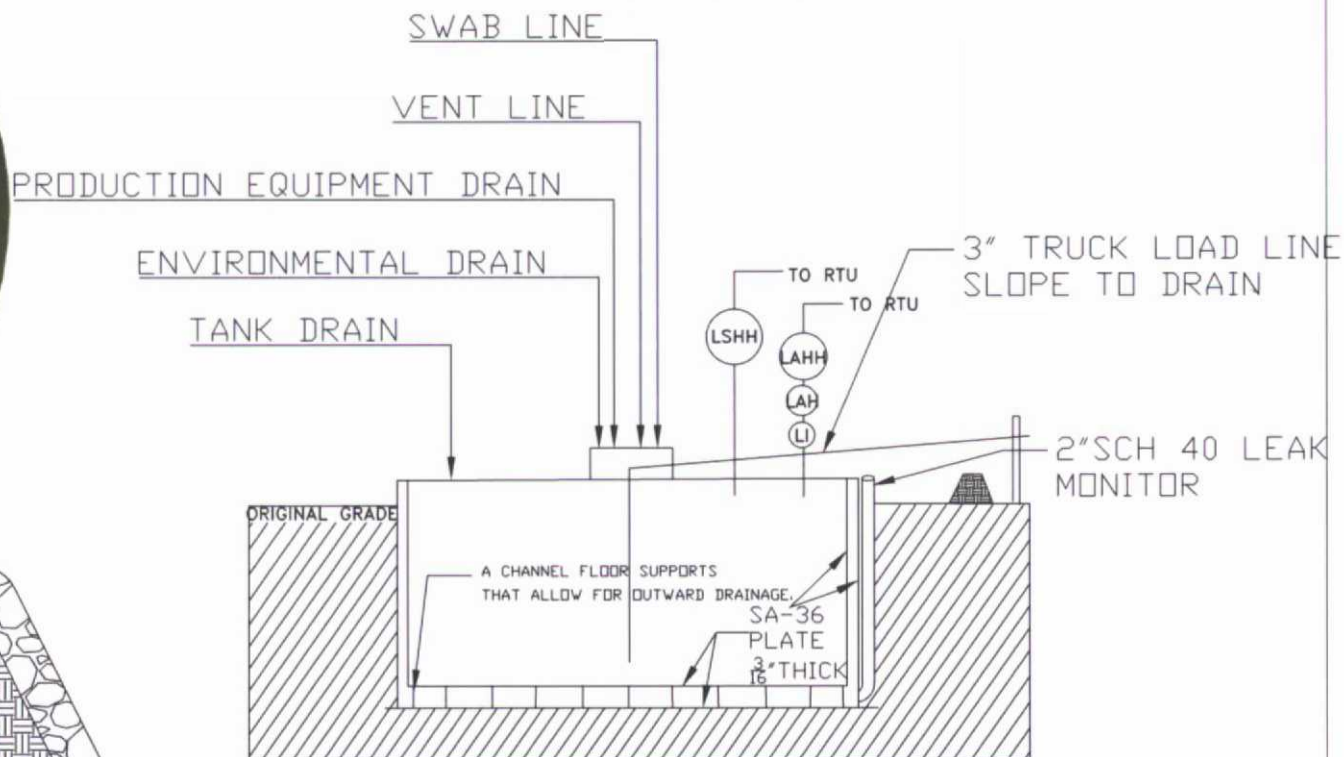 SWAB LINE
VENT LINE
PRODUCTION EQUIPMENT DRAIN
ENVIRONMENTAL DRAIN
TANK DRAIN
TO RTU
TO RTU
3" TRUCK LOAD LINE
SLOPE TO DRAIN
LSHH
LAHH
LAH
LI
2"SCH 40 LEAK
MONITOR
ORIGINAL GRADE
A CHANNEL FLOOR SUPPORTS
THAT ALLOW FOR OUTWARD DRAINAGE.
SA-36
PLATE
3/16"THICK